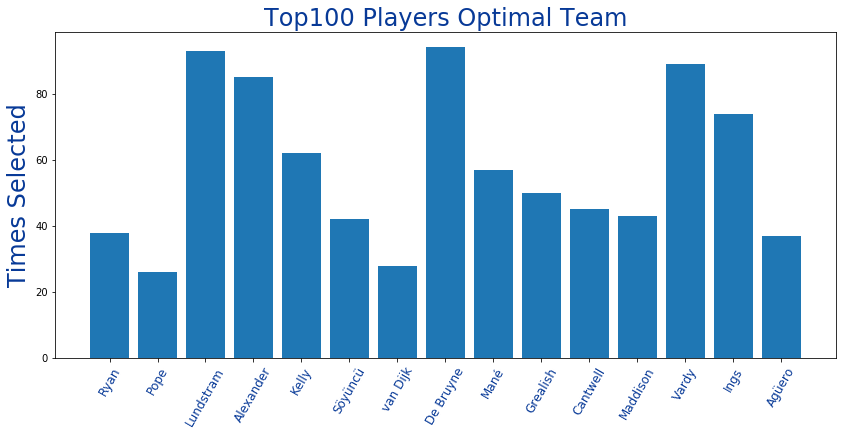 Top100 Players Optimal Team
Times Selected
80
60
40
20
0
Ryan
Pope
Lundstram
Alexander
Kelly
Söyüncü
van Dijk
De Bruyne
Mané
Grealish
Cantwell
Maddison
Vardy
Ings
Agüero